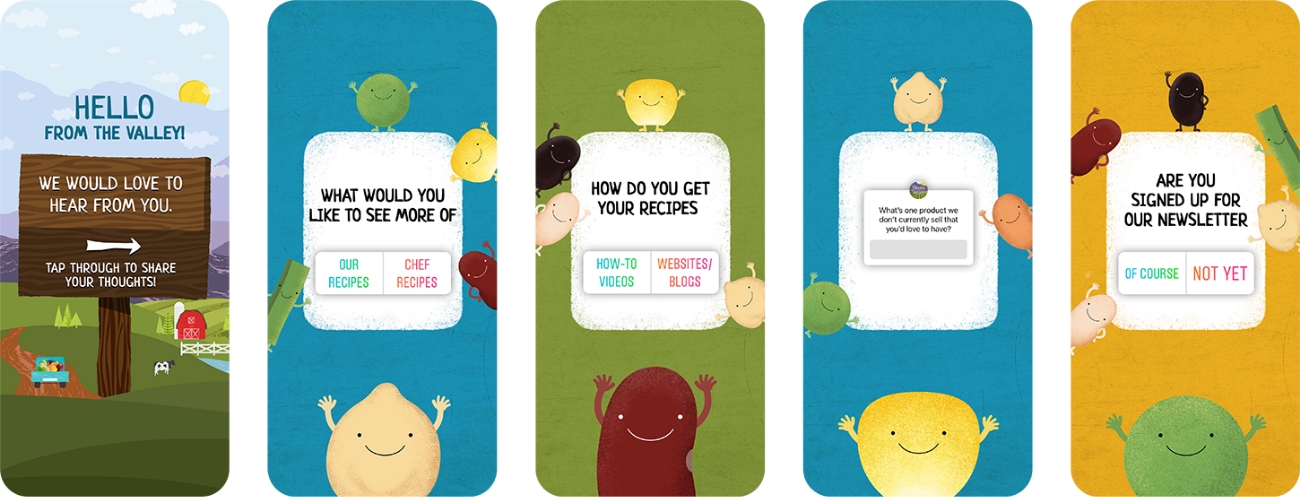 HELLO
FROM THE VALLEY!
WE WOULD LOVE TO
HEAR FROM YOU.
TAP THROUGH TO SHARE
YOUR THOUGHTS!
WHAT WOULD YOU
LIKE TO SEE MORE OF
OUR
RECIPES
CHEF
RECIPES
HOW DO YOU GET
YOUR RECIPES
HOW-TO
VIDEOS
WEBSITES/
BLOGS
What's one product we
don't currently sell that
you'd love to have?
ARE YOU
SIGNED UP FOR
OUR NEWSLETTER
OF COURSE
NOT YET